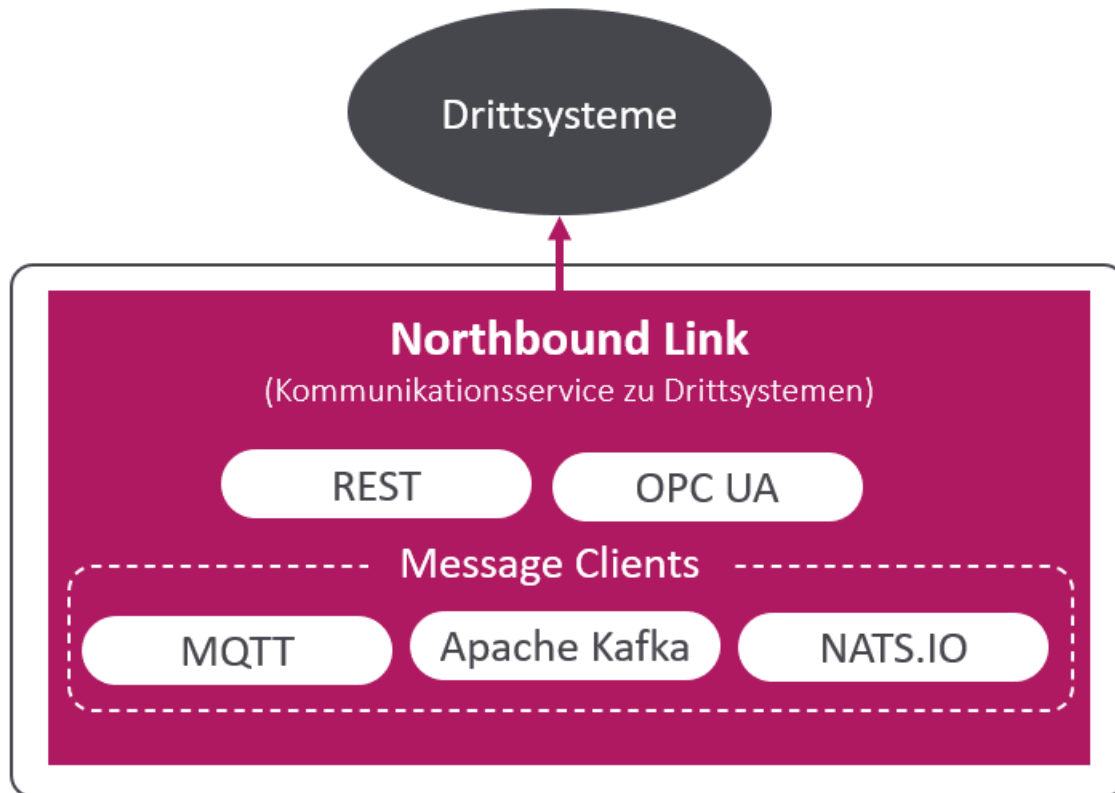 Drittsysteme
Northbound Link
(Kommunikationsservice zu Drittsystemen)
REST
OPC UA
Message Clients
MQTT
Apache Kafka
NATS.IO